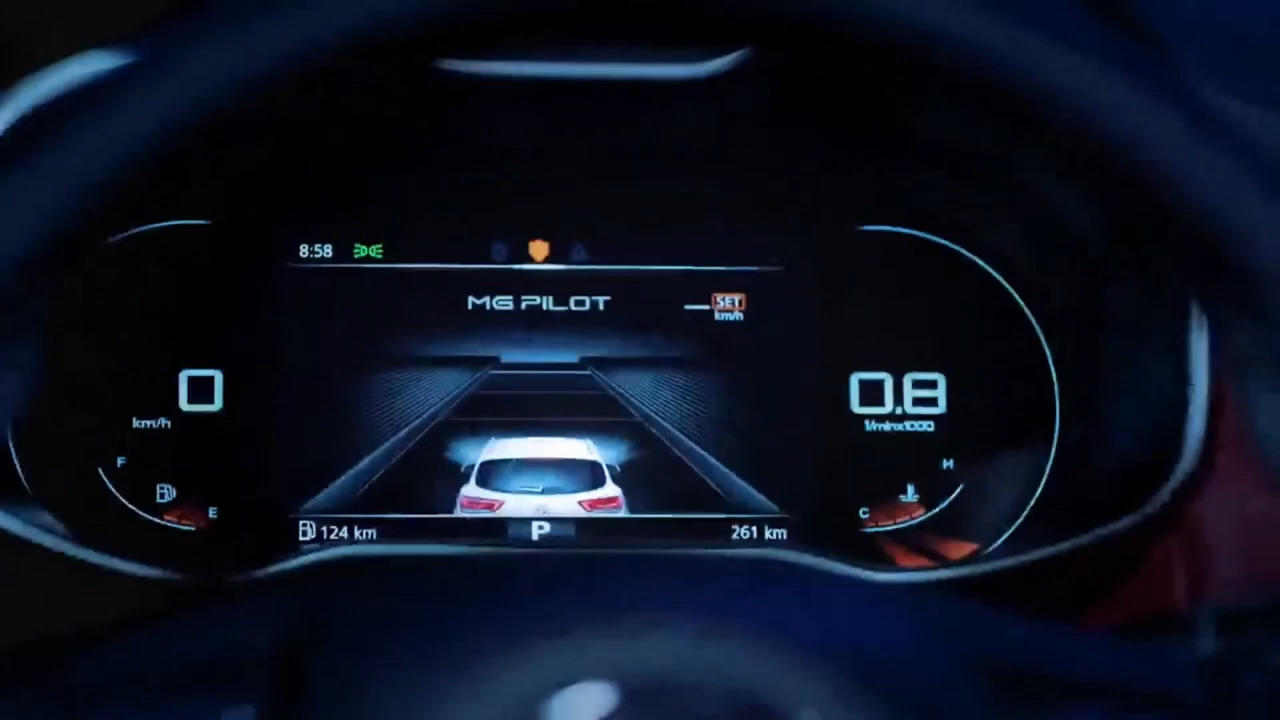 8:58
MG PILOT
SET
km/h
0
km/h
0.8
1/minx1000
F
E
H
C
124 km
P
261 km